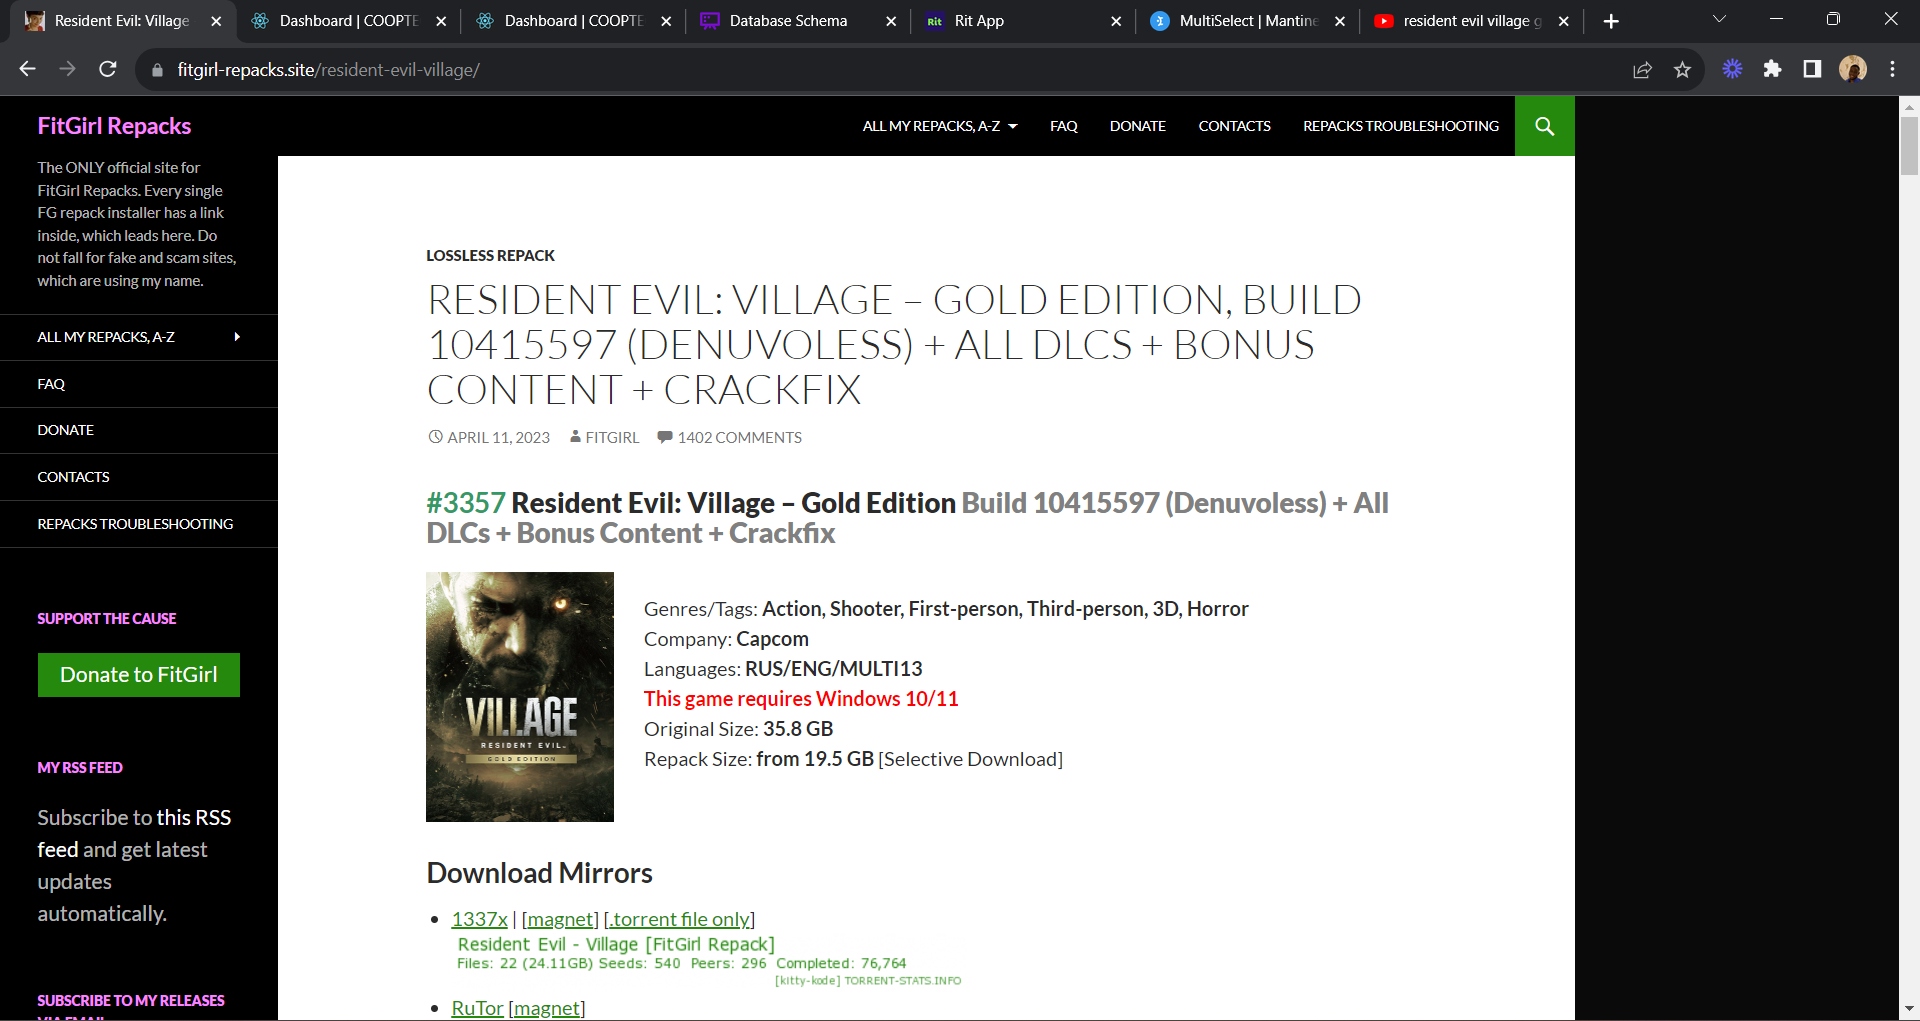 Resident Evil: Village
Dashboard | COOPTE
Dashboard | COOPTE
Database Schema
Rit
Rit App
MultiSelect | Mantine
resident evil village g
fitgirl-repacks.site/resident-evil-village/
FitGirl Repacks
ALL MY REPACKS, A-Z
FAQ
DONATE
CONTACTS
REPACKS TROUBLESHOOTING
The ONLY official site for
FitGirl Repacks. Every single
FG repack installer has a link
inside, which leads here. Do
not fall for fake and scam sites,
which are using my name.
ALL MY REPACKS, A-Z
FAQ
DONATE
CONTACTS
REPACKS TROUBLESHOOTING
SUPPORT THE CAUSE
Donate to FitGirl
MY RSS FEED
Subscribe to this RSS
feed and get latest
updates
automatically.
SUBSCRIBE TO MY RELEASES
VIA EMAIL
LOSSLESS REPACK
RESIDENT EVIL: VILLAGE – GOLD EDITION, BUILD
10415597 (DENUVOLESS) + ALL DLCS + BONUS
CONTENT + CRACKFIX
APRIL 11, 2023 FITGIRL 1402 COMMENTS
#3357 Resident Evil: Village – Gold Edition Build 10415597 (Denuvoless) + All
DLCs + Bonus Content + Crackfix
VILLAGE
RESIDENT EVIL
GOLD EDITION
Genres/Tags: Action, Shooter, First-person, Third-person, 3D, Horror
Company: Capcom
Languages: RUS/ENG/MULTI13
This game requires Windows 10/11
Original Size: 35.8 GB
Repack Size: from 19.5 GB [Selective Download]
Download Mirrors
1337x | [magnet] [.torrent file only]
Resident Evil - Village [FitGirl Repack]
Files: 22 (24.11GB) Seeds: 540 Peers: 296 Completed: 76,764
[kitty-kode] TORRENT-STATS.INFO
RuTor [magnet]